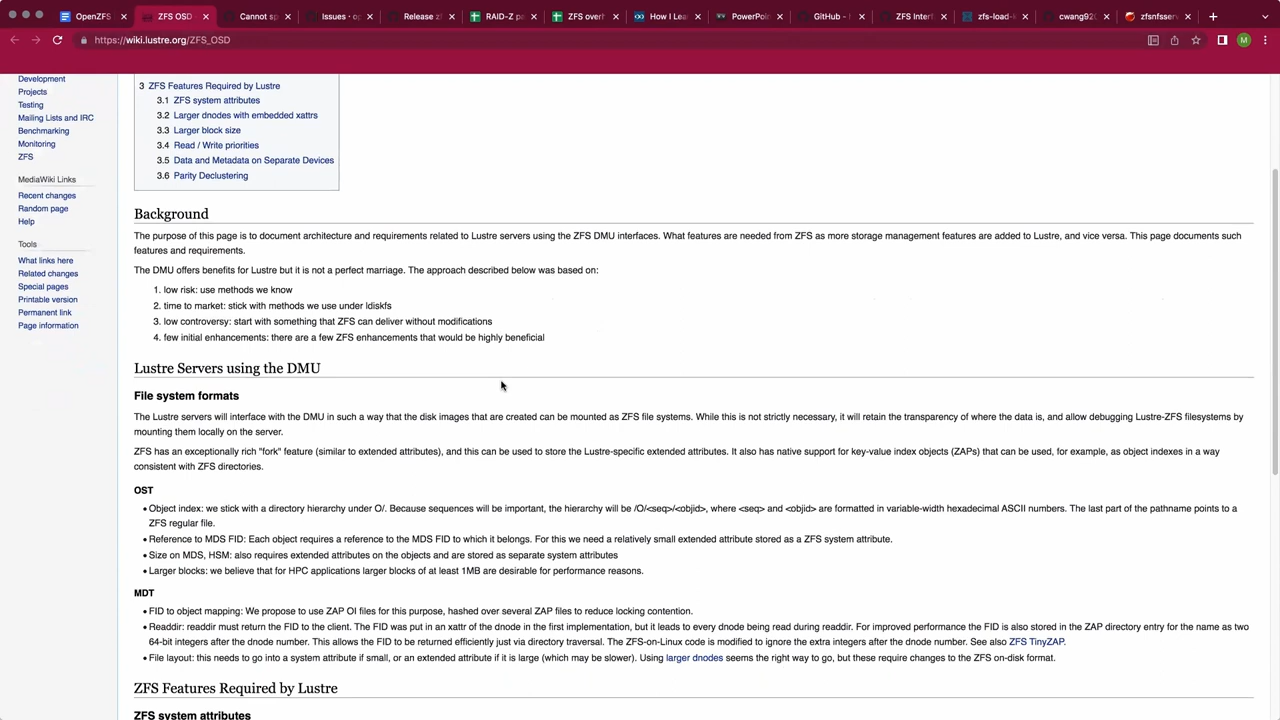 OpenZFS
ZFS OSD
Cannot sp
Issues · op
Release zf
RAID-Z pa
ZFS overh
How I Lea
PowerPoin
GitHub -
ZFS Interf
zfs-load-k
cwang920
zfsnfsserv
https://wiki.lustre.org/ZFS_OSD
M
Development
Projects
Testing
Mailing Lists and IRC
Benchmarking
Monitoring
ZFS
MediaWiki Links
Recent changes
Random page
Help
Tools
What links here
Related changes
Special pages
Printable version
Permanent link
Page information
3 ZFS Features Required by Lustre
3.1 ZFS system attributes
3.2 Larger dnodes with embedded xattrs
3.3 Larger block size
3.4 Read / Write priorities
3.5 Data and Metadata on Separate Devices
3.6 Parity Declustering
Background
The purpose of this page is to document architecture and requirements related to Lustre servers using the ZFS DMU interfaces. What features are needed from ZFS as more storage management features are added to Lustre, and vice versa. This page documents such
features and requirements.
The DMU offers benefits for Lustre but it is not a perfect marriage. The approach described below was based on:
1. low risk: use methods we know
2. time to market: stick with methods we use under ldiskfs
3. low controversy: start with something that ZFS can deliver without modifications
4. few initial enhancements: there are a few ZFS enhancements that would be highly beneficial
Lustre Servers using the DMU
File system formats
The Lustre servers will interface with the DMU in such a way that the disk images that are created can be mounted as ZFS file systems. While this is not strictly necessary, it will retain the transparency of where the data is, and allow debugging Lustre-ZFS filesystems by
mounting them locally on the server.
ZFS has an exceptionally rich "fork" feature (similar to extended attributes), and this can be used to store the Lustre-specific extended attributes. It also has native support for key-value index objects (ZAPs) that can be used, for example, as object indexes in a way
consistent with ZFS directories.
OST
• Object index: we stick with a directory hierarchy under O/. Because sequences will be important, the hierarchy will be /O/<seq>/<objid>, where <seq> and <objid> are formatted in variable-width hexadecimal ASCII numbers. The last part of the pathname points to a
ZFS regular file.
• Reference to MDS FID: Each object requires a reference to the MDS FID to which it belongs. For this we need a relatively small extended attribute stored as a ZFS system attribute.
• Size on MDS, HSM: also requires extended attributes on the objects and are stored as separate system attributes
• Larger blocks: we believe that for HPC applications larger blocks of at least 1MB are desirable for performance reasons.
MDT
• FID to object mapping: We propose to use ZAP OI files for this purpose, hashed over several ZAP files to reduce locking contention.
• Readdir: readdir must return the FID to the client. The FID was put in an xattr of the dnode in the first implementation, but it leads to every dnode being read during readdir. For improved performance the FID is also stored in the ZAP directory entry for the name as two
64-bit integers after the dnode number. This allows the FID to be returned efficiently just via directory traversal. The ZFS-on-Linux code is modified to ignore the extra integers after the dnode number. See also ZFS TinyZAP.
• File layout: this needs to go into a system attribute if small, or an extended attribute if it is large (which may be slower). Using larger dnodes seems the right way to go, but these require changes to the ZFS on-disk format.
ZFS Features Required by Lustre
ZFS system attributes